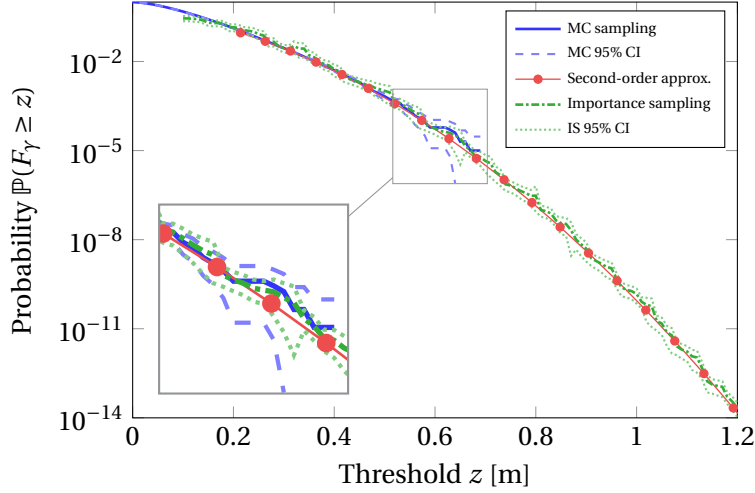 MC sampling
MC 95% CI
Second-order approx.
Importance sampling
IS 95% CI
Probability ℙ(F_γ ≥ z)
10^−2
10^−5
10^−8
10^−11
10^−14
0 0.2 0.4 0.6 0.8 1 1.2
Threshold z [m]